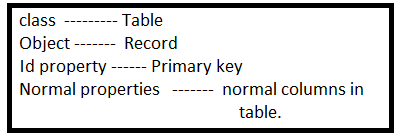 class --------- Table
Object ------- Record
Id property ------ Primary key
Normal properties ------- normal columns in
table.